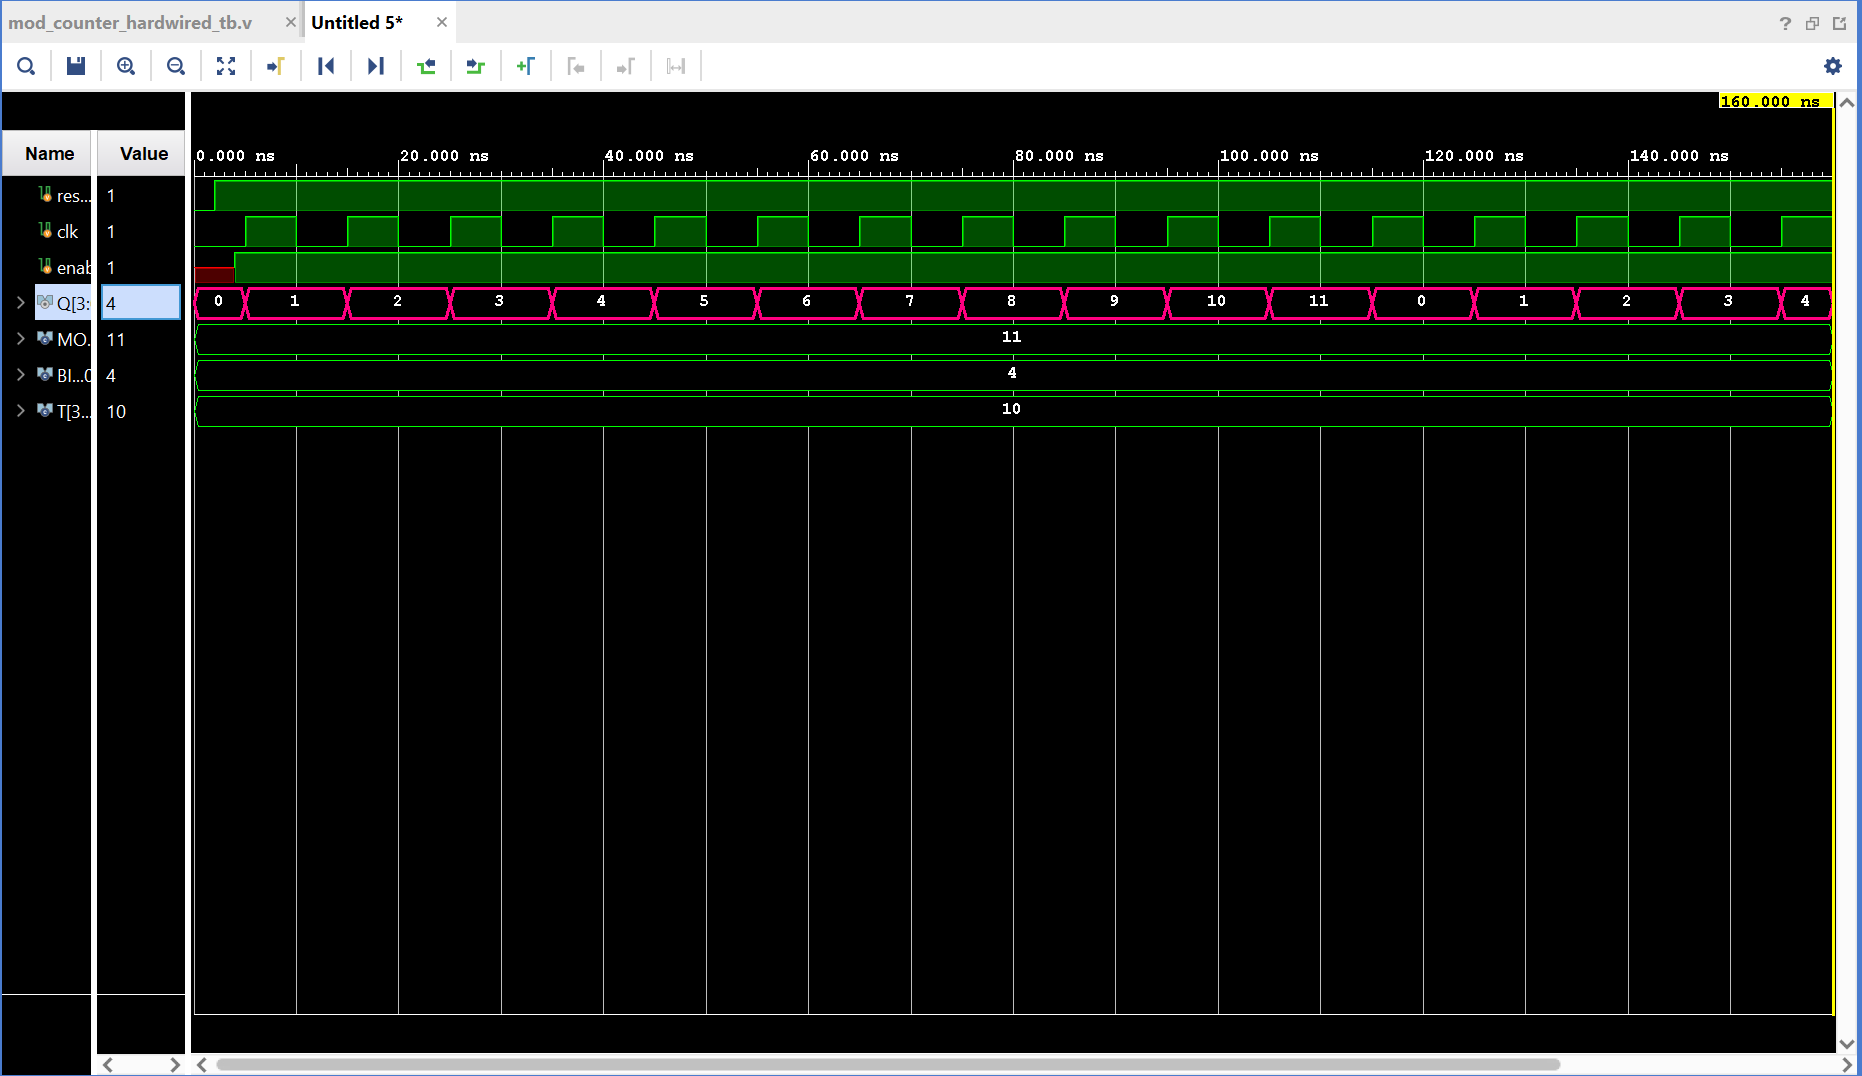 mod_counter_hardwired_tb.v × Untitled 5* ×
?
160.000 ns
Name Value
0.000 ns 20.000 ns 40.000 ns 60.000 ns 80.000 ns 100.000 ns 120.000 ns 140.000 ns
res... 1
clk 1
enab 1
Q[3: 4 0 1 2 3 4 5 6 7 8 9 10 11 0 1 2 3 4
MO. 11 11
BI...0 4 4
T[3... 10 10